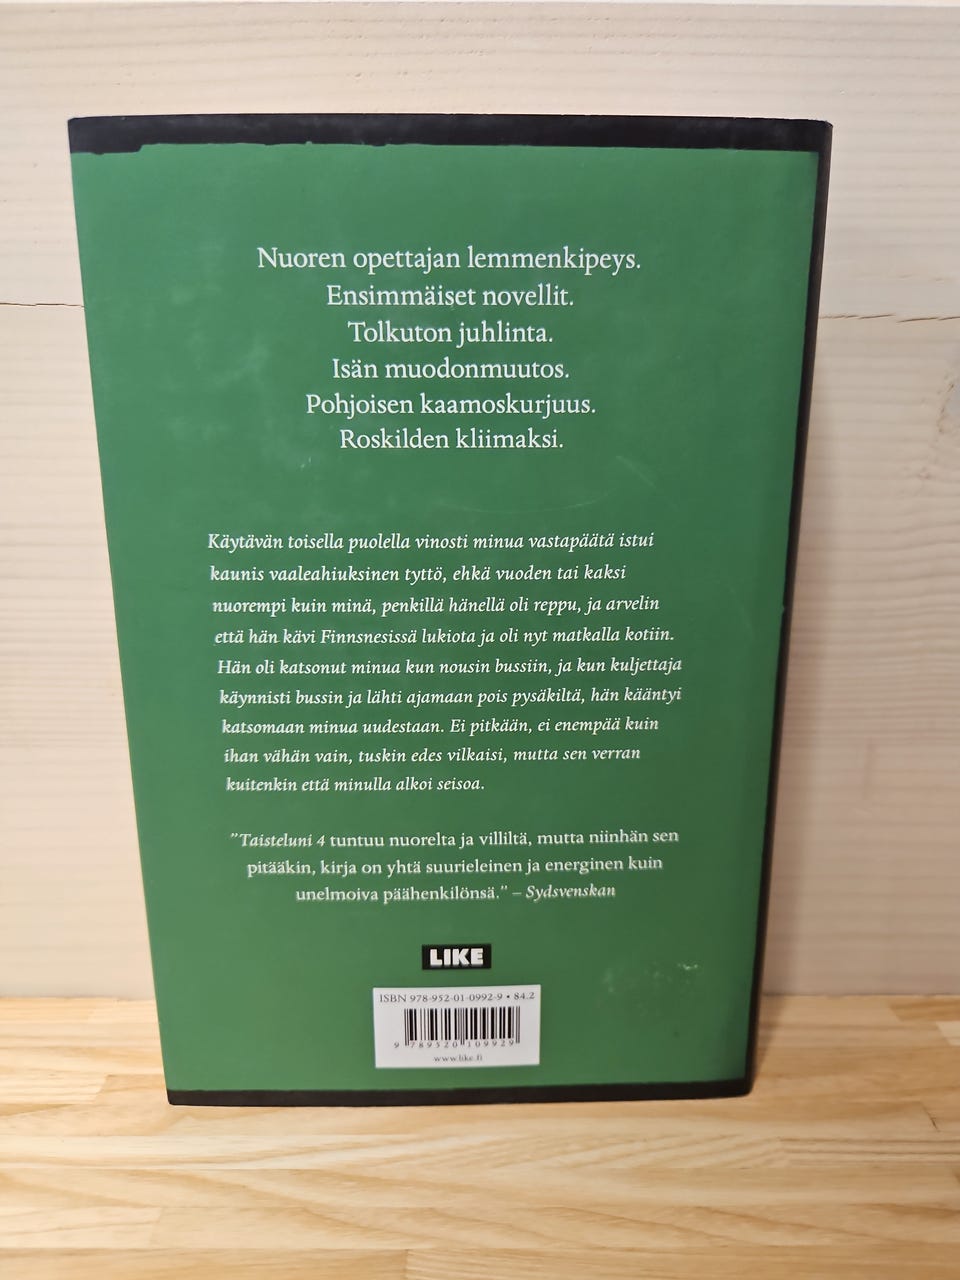 Nuoren opettajan lemmenkipeys.
Ensimmäiset novellit.
Tolkuton juhlinta.
Isän muodonmuutos.
Pohjoisen kaamoskurjuus.
Roskilden kliimaksi.
Käytävän toisella puolella vinosti minua vastapäätä istui
kaunis vaaleahiuksinen tyttö, ehkä vuoden tai kaksi
nuorempi kuin minä, penkillä hänellä oli reppu, ja arvelin
että hän kävi Finnsnesissä lukiota ja oli nyt matkalla kotiin.
Hän oli katsonut minua kun nousin bussiin, ja kun kuljettaja
käynnisti bussin ja lähti ajamaan pois pysäkiltä, hän kääntyi
katsomaan minua uudestaan. Ei pitkään, ei enempää kuin
ihan vähän vain, tuskin edes vilkaisi, mutta sen verran
kuitenkin että minulla alkoi seisoa.
”Taisteluni 4 tuntuu nuorelta ja villiltä, mutta niinhän sen
pitääkin, kirja on yhtä suurieleinen ja energinen kuin
unelmoiva päähenkilönsä.” – Sydsvenskan
LIKE
ISBN 978-952-01-0992-9 • 84.2
9 789520 109929
www.like.fi